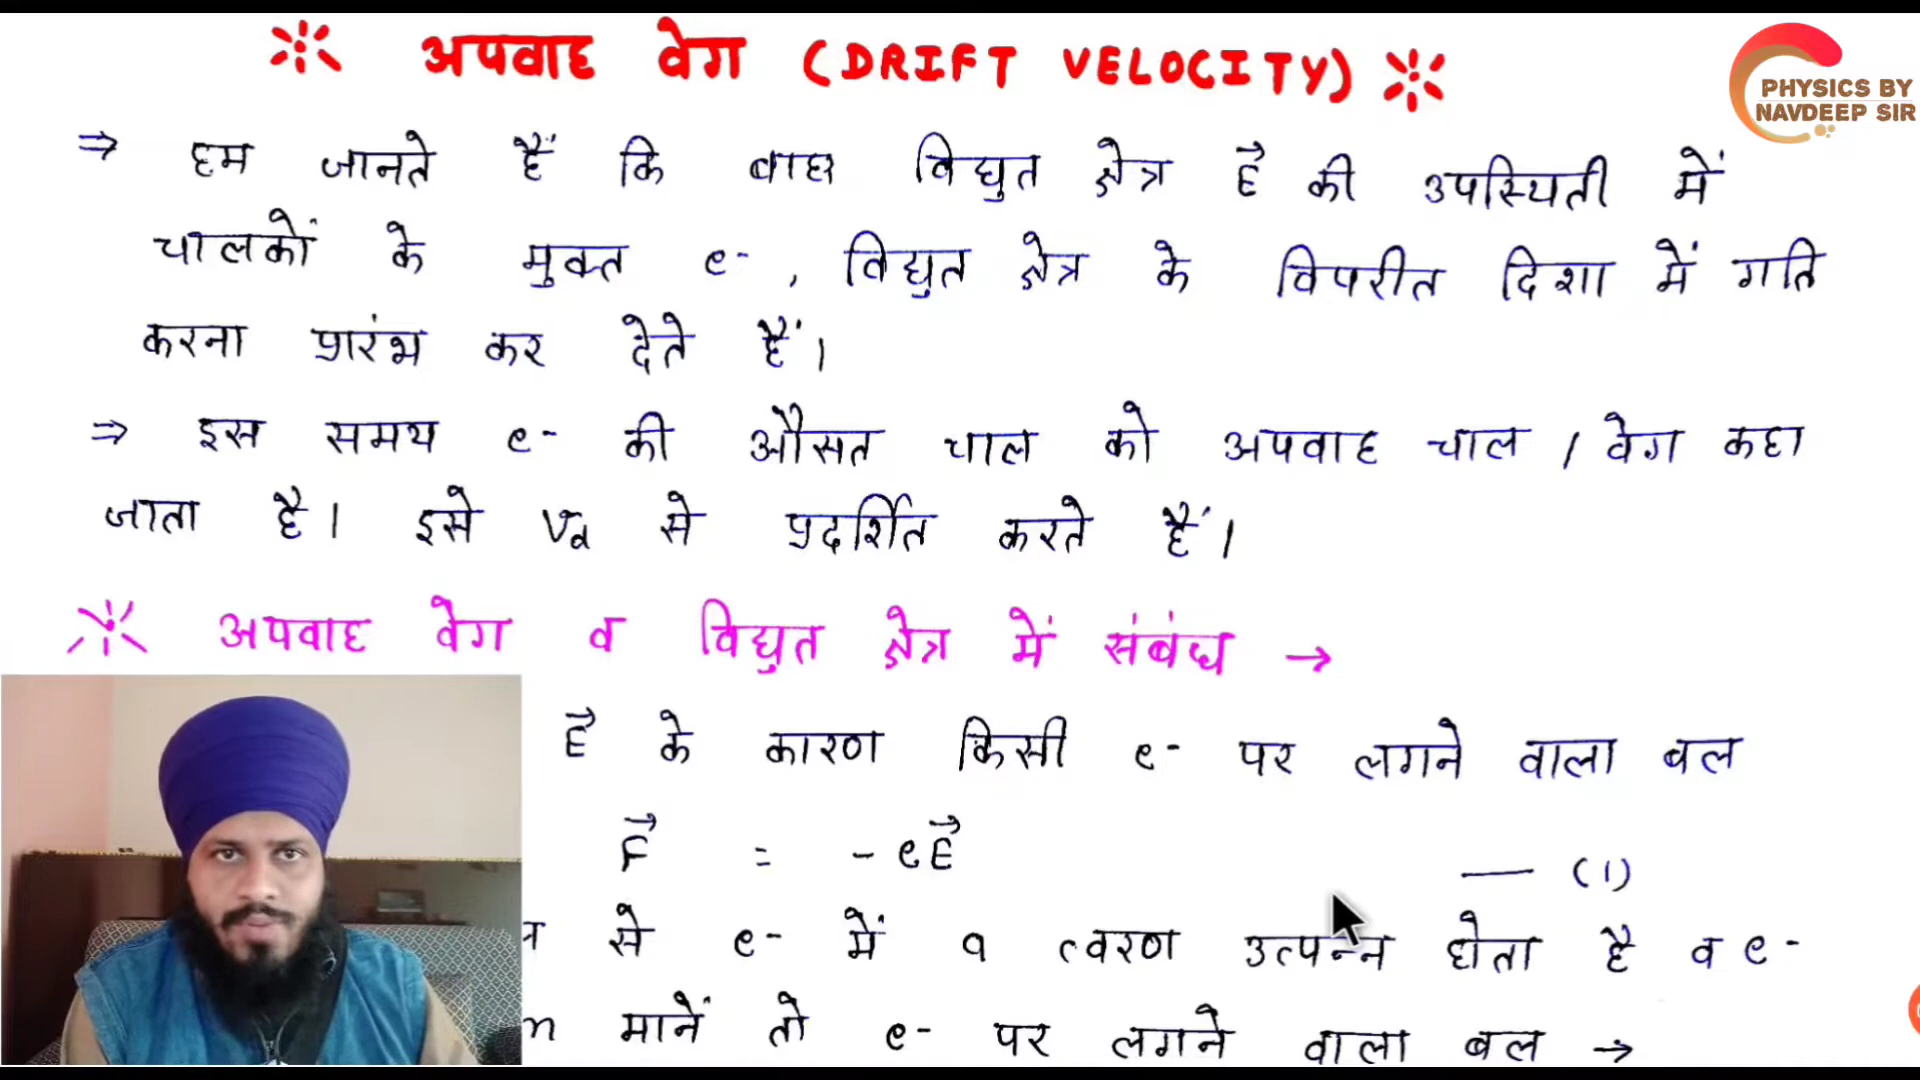 अपवाह वेग (DRIFT VELOCITY)
PHYSICS BY
NAVDEEP SIR
⇒ हम जानते हैं कि बाह्य विद्युत क्षेत्र E⃗ की उपस्थिती में
चालकों के मुक्त e-, विद्युत क्षेत्र के विपरीत दिशा में गति
करना प्रारंभ कर देते हैं।
⇒ इस समय e- की औसत चाल को अपवाह चाल / वेग कहा
जाता है। इसे Vd से प्रदर्शित करते हैं।
अपवाह वेग व विद्युत क्षेत्र में संबंध →
E⃗ के कारण किसी e- पर लगने वाला बल
F⃗ = - eE⃗ — (1)
से e- में a त्वरण उत्पन्न होता है व e-
m मानें तो e- पर लगने वाला बल →